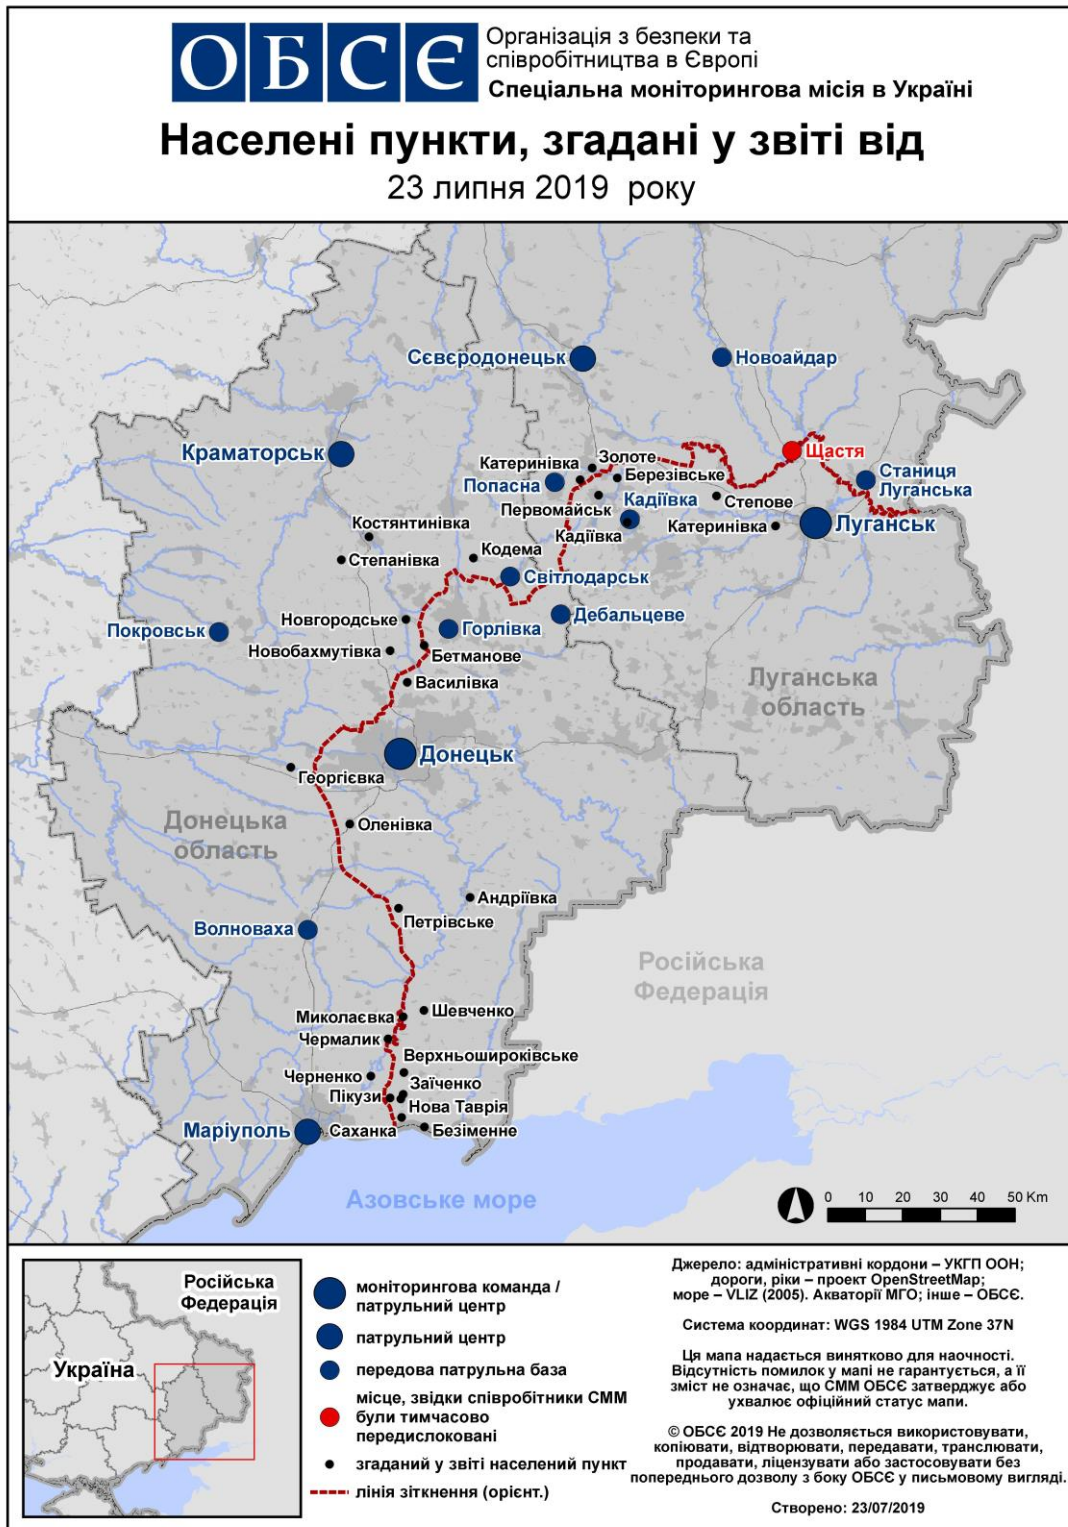 ОБСЄ
Організація з безпеки та
співробітництва в Європі
Спеціальна моніторингова місія в Україні
Населені пункти, згадані у звіті від
23 липня 2019 року
Сєвєродонецьк
Новоайдар
Краматорськ
Щастя
Золоте
Катеринівка
Березівське
Попасна
Станиця
Луганська
Кадіївка
Степове
Первомайськ
Луганськ
Катеринівка
Кадіївка
Костянтинівка
Кодема
Степанівка
Світлодарськ
Дебальцеве
Новгородське
Горлівка
Покровськ
Новобахмутівка
Бетманове
Василівка
Луганська
область
Донецьк
Георгієвка
Донецька
область
Оленівка
Андріївка
Петрівське
Волноваха
Російська
Федерація
Шевченко
Миколаєвка
Чермалик
Верхньошироківське
Черненко
Заїченко
Пікузи
Нова Таврія
Маріуполь
Саханка
Безіменне
Азовське море
0 10 20 30 40 50 Km
Російська
Федерація
Україна
моніторингова команда /
патрульний центр
патрульний центр
передова патрульна база
місце, звідки співробітники СММ
були тимчасово
передислоковані
згаданий у звіті населений пункт
лінія зіткнення (орієнт.)
Джерело: адміністративні кордони – УКГП ООН;
дороги, ріки – проект OpenStreetMap;
море – VLIZ (2005). Акваторії МГО; інше – ОБСЄ.
Система координат: WGS 1984 UTM Zone 37N
Ця мапа надається винятково для наочності.
Відсутність помилок у мапі не гарантується, а її
зміст не означає, що СММ ОБСЄ затверджує або
ухвалює офіційний статус мапи.
© ОБСЄ 2019 Не дозволяється використовувати,
копіювати, відтворювати, передавати, транслювати,
продавати, ліцензувати або застосовувати без
попереднього дозволу з боку ОБСЄ у письмовому вигляді.
Створено: 23/07/2019